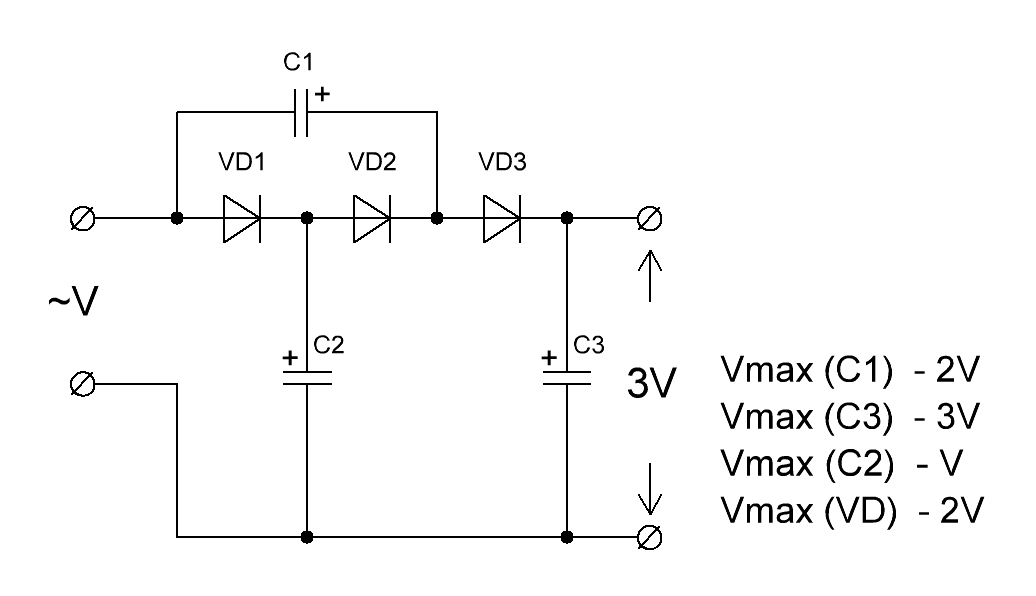 C1
+
VD1 VD2 VD3
~V
+ C2
+ C3
3V
Vmax (C1) - 2V
Vmax (C3) - 3V
Vmax (C2) - V
Vmax (VD) - 2V